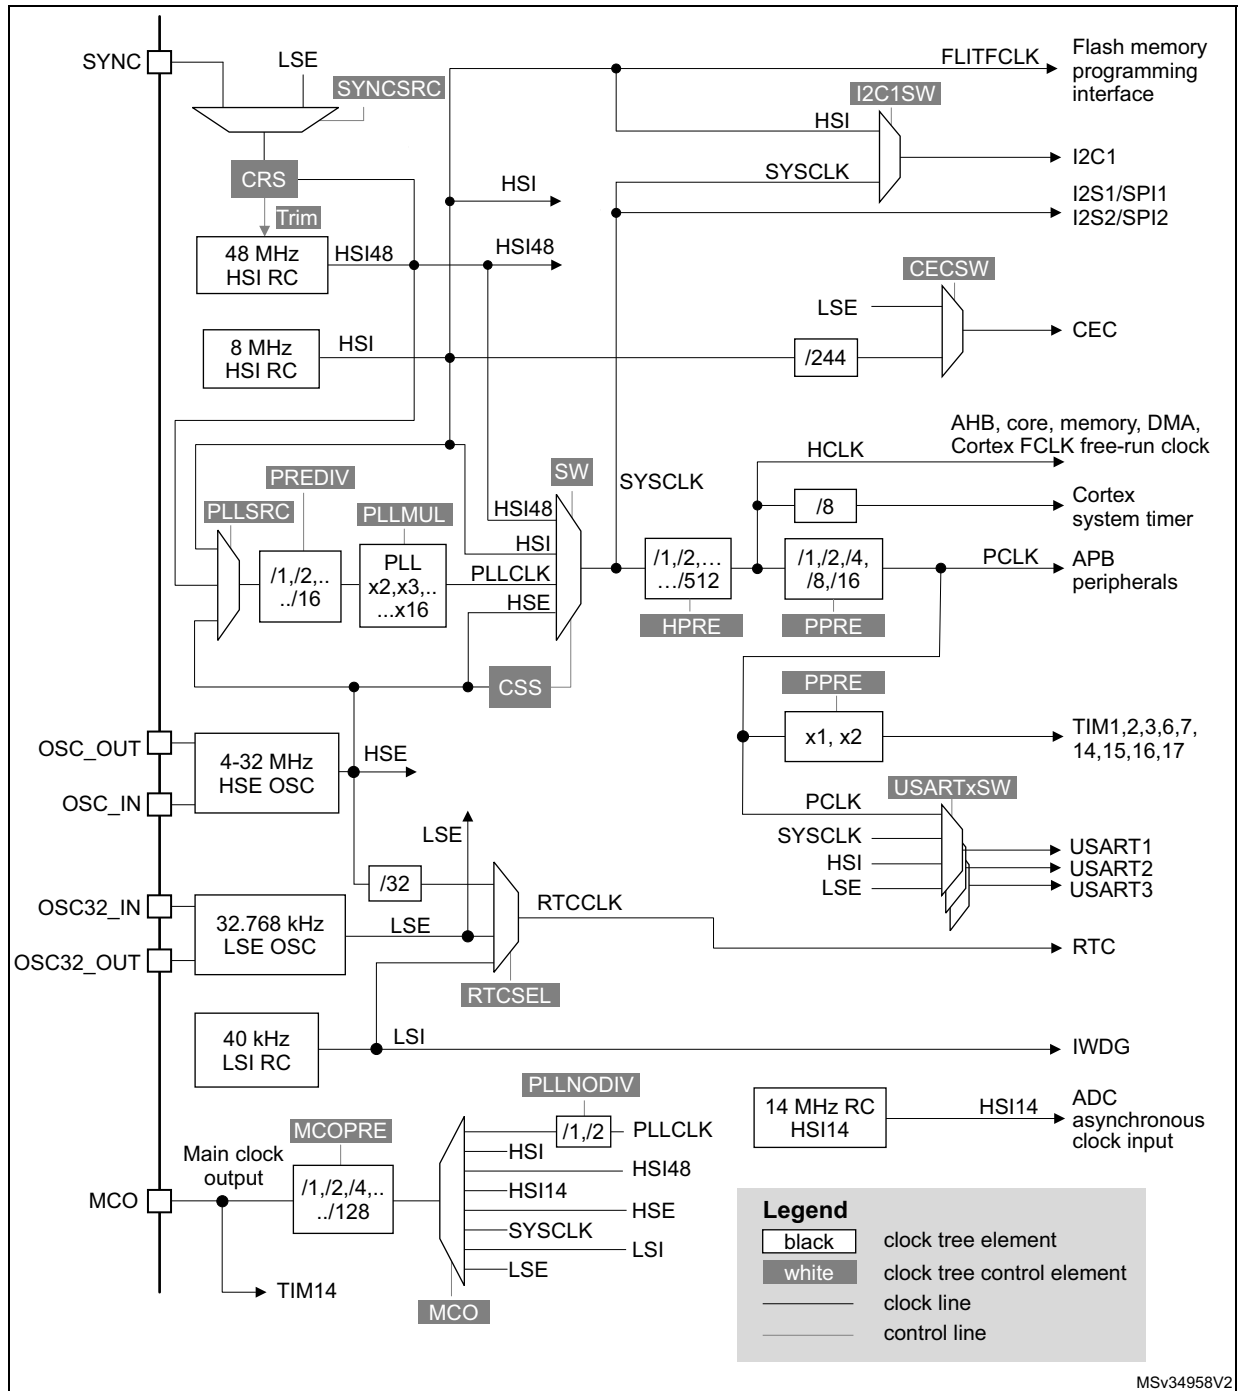 SYNC
LSE
SYNCSRC
FLITFCLK
Flash memory
programming
interface
I2C1SW
HSI
I2C1
SYSCLK
CRS
HSI
I2S1/SPI1
I2S2/SPI2
Trim
48 MHz
HSI RC
HSI48
HSI48
CECSW
LSE
CEC
8 MHz
HSI RC
HSI
/244
AHB, core, memory, DMA,
Cortex FCLK free-run clock
HCLK
PREDIV
SW
SYSCLK
PLLSRC
PLLMUL
HSI48
/8
Cortex
system timer
HSI
/1,/2,..
../16
PLL
x2,x3,..
...x16
PLLCLK
HSE
/1,/2,...
.../512
/1,/2,/4,
/8,/16
PCLK
APB
peripherals
HPRE
PPRE
CSS
PPRE
OSC_OUT
4-32 MHz
HSE OSC
HSE
x1, x2
TIM1,2,3,6,7,
14,15,16,17
OSC_IN
USARTxSW
PCLK
LSE
SYSCLK
HSI
LSE
USART1
USART2
USART3
/32
OSC32_IN
32.768 kHz
LSE OSC
LSE
RTCCLK
RTC
OSC32_OUT
RTCSEL
40 kHz
LSI RC
LSI
IWDG
PLLNODIV
14 MHz RC
HSI14
HSI14
ADC
asynchronous
clock input
MCOPRE
/1,/2
PLLCLK
HSI
HSI48
Main clock
output
MCO
/1,/2,/4,..
../128
HSI14
HSE
SYSCLK
LSI
LSE
TIM14
MCO
Legend
black
clock tree element
white
clock tree control element
clock line
control line
MSv34958V2